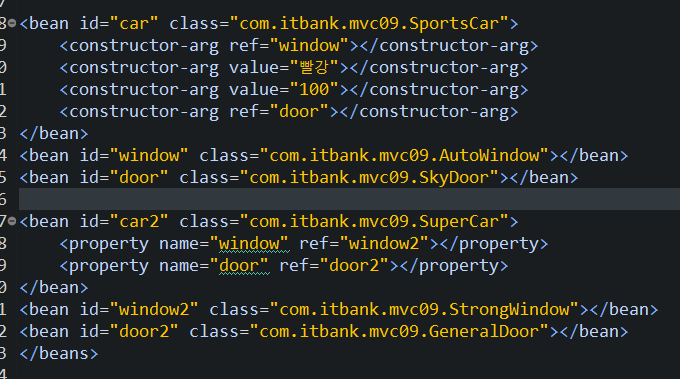 7
8 <bean id="car" class="com.itbank.mvc09.SportsCar">
9 <constructor-arg ref="window"></constructor-arg>
0 <constructor-arg value="빨강"></constructor-arg>
1 <constructor-arg value="100"></constructor-arg>
2 <constructor-arg ref="door"></constructor-arg>
3 </bean>
4 <bean id="window" class="com.itbank.mvc09.AutoWindow"></bean>
5 <bean id="door" class="com.itbank.mvc09.SkyDoor"></bean>
6
7 <bean id="car2" class="com.itbank.mvc09.SuperCar">
8 <property name="window" ref="window2"></property>
9 <property name="door" ref="door2"></property>
0 </bean>
1 <bean id="window2" class="com.itbank.mvc09.StrongWindow"></bean>
2 <bean id="door2" class="com.itbank.mvc09.GeneralDoor"></bean>
3 </beans>
4